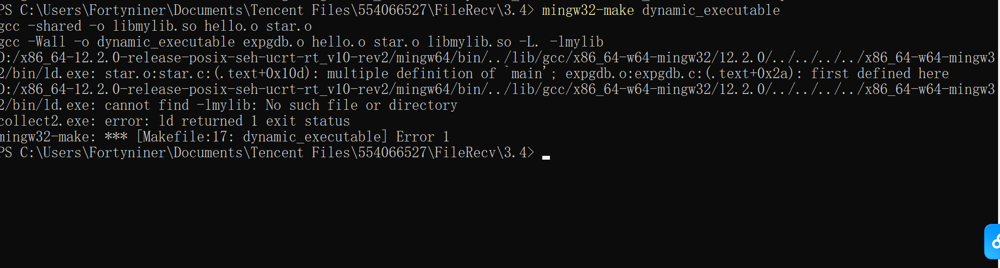 PS C:\Users\Fortyniner\Documents\Tencent Files\554066527\FileRecv\3.4> mingw32-make dynamic_executable
gcc -shared -o libmylib.so hello.o star.o
gcc -Wall -o dynamic_executable expgdb.o hello.o star.o libmylib.so -L. -lmylib
D:/x86_64-12.2.0-release-posix-seh-ucrt-rt_v10-rev2/mingw64/bin/../lib/gcc/x86_64-w64-mingw32/12.2.0/../../../../x86_64-w64-mingw3
2/bin/ld.exe: star.o:star.c:(.text+0x10d): multiple definition of `main'; expgdb.o:expgdb.c:(.text+0x2a): first defined here
D:/x86_64-12.2.0-release-posix-seh-ucrt-rt_v10-rev2/mingw64/bin/../lib/gcc/x86_64-w64-mingw32/12.2.0/../../../../x86_64-w64-mingw3
2/bin/ld.exe: cannot find -lmylib: No such file or directory
collect2.exe: error: ld returned 1 exit status
mingw32-make: *** [Makefile:17: dynamic_executable] Error 1
PS C:\Users\Fortyniner\Documents\Tencent Files\554066527\FileRecv\3.4>